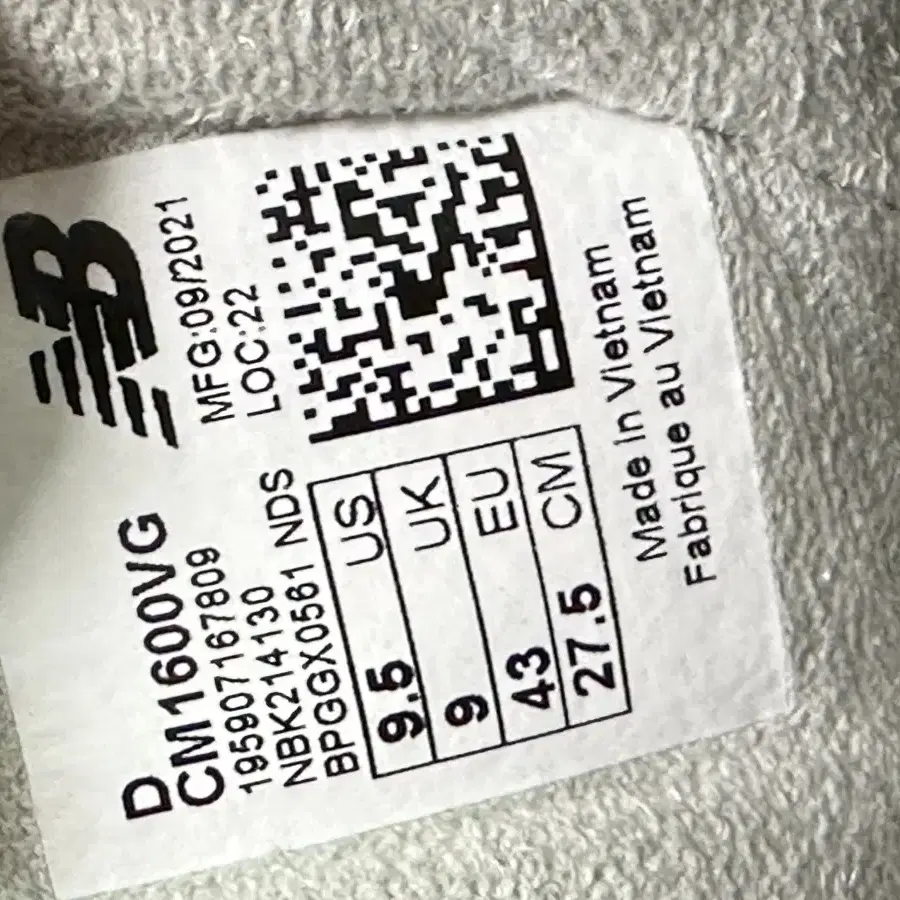 D
CM1600VG
195907167809
NBK214130
BPGGX0561 NDS
NB
MFG:09/2021
LOC:22
9.5 US
9 UK
43 EU
27.5 CM
Made in Vietnam
Fabrique au Vietnam